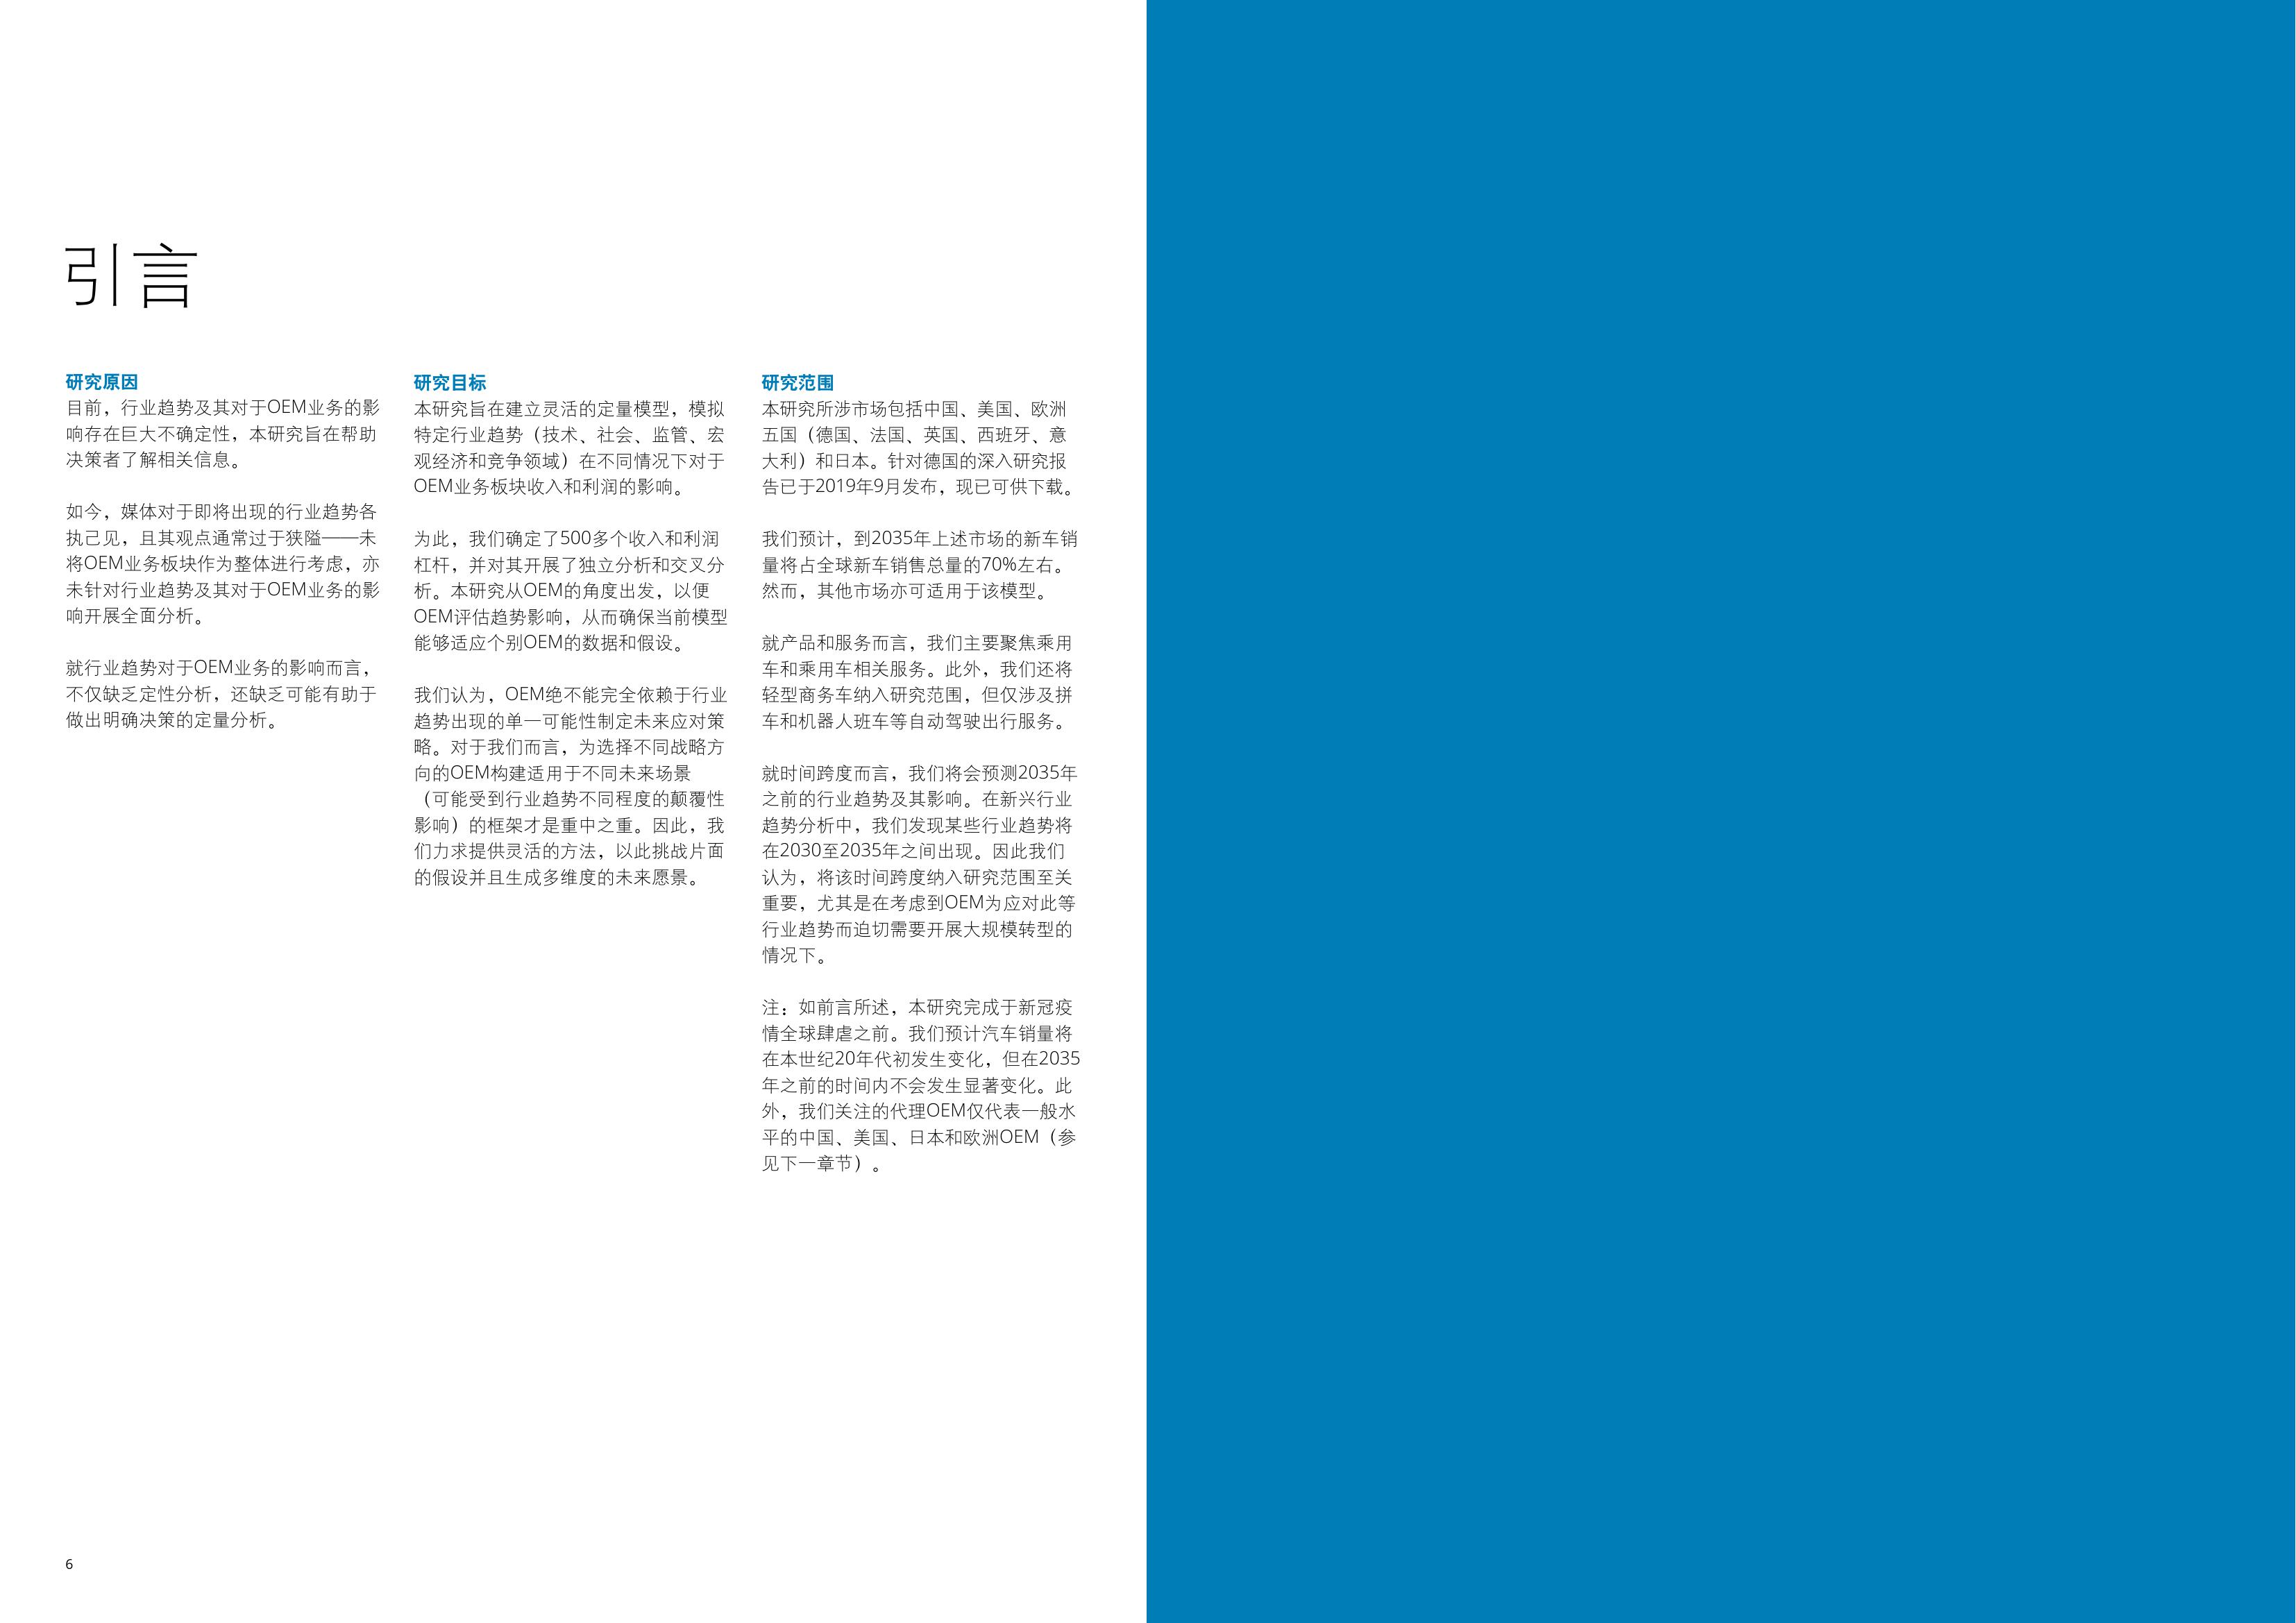 引言
研究原因
目前，行业趋势及其对于OEM业务的影
响存在巨大不确定性，本研究旨在帮助
决策者了解相关信息。
如今，媒体对于即将出现的行业趋势各
执己见，且其观点通常过于狭隘——未
将OEM业务板块作为整体进行考虑，亦
未针对行业趋势及其对于OEM业务的影
响开展全面分析。
就行业趋势对于OEM业务的影响而言，
不仅缺乏定性分析，还缺乏可能有助于
做出明确决策的定量分析。
研究目标
本研究旨在建立灵活的定量模型，模拟
特定行业趋势（技术、社会、监管、宏
观经济和竞争领域）在不同情况下对于
OEM业务板块收入和利润的影响。
为此，我们确定了500多个收入和利润
杠杆，并对其开展了独立分析和交叉分
析。本研究从OEM的角度出发，以便
OEM评估趋势影响，从而确保当前模型
能够适应个别OEM的数据和假设。
我们认为，OEM绝不能完全依赖于行业
趋势出现的单一可能性制定未来应对策
略。对于我们而言，为选择不同战略方
向的OEM构建适用于不同未来场景
（可能受到行业趋势不同程度的颠覆性
影响）的框架才是重中之重。因此，我
们力求提供灵活的方法，以此挑战片面
的假设并且生成多维度的未来愿景。
研究范围
本研究所涉市场包括中国、美国、欧洲
五国（德国、法国、英国、西班牙、意
大利）和日本。针对德国的深入研究报
告已于2019年9月发布，现已可供下载。
我们预计，到2035年上述市场的新车销
量将占全球新车销售总量的70%左右。
然而，其他市场亦可适用于该模型。
就产品和服务而言，我们主要聚焦乘用
车和乘用车相关服务。此外，我们还将
轻型商务车纳入研究范围，但仅涉及拼
车和机器人班车等自动驾驶出行服务。
就时间跨度而言，我们将会预测2035年
之前的行业趋势及其影响。在新兴行业
趋势分析中，我们发现某些行业趋势将
在2030至2035年之间出现。因此我们
认为，将该时间跨度纳入研究范围至关
重要，尤其是在考虑到OEM为应对此等
行业趋势而迫切需要开展大规模转型的
情况下。
注：如前言所述，本研究完成于新冠疫
情全球肆虐之前。我们预计汽车销量将
在本世纪20年代初发生变化，但在2035
年之前的时间内不会发生显著变化。此
外，我们关注的代理OEM仅代表一般水
平的中国、美国、日本和欧洲OEM（参
见下一章节）。
6